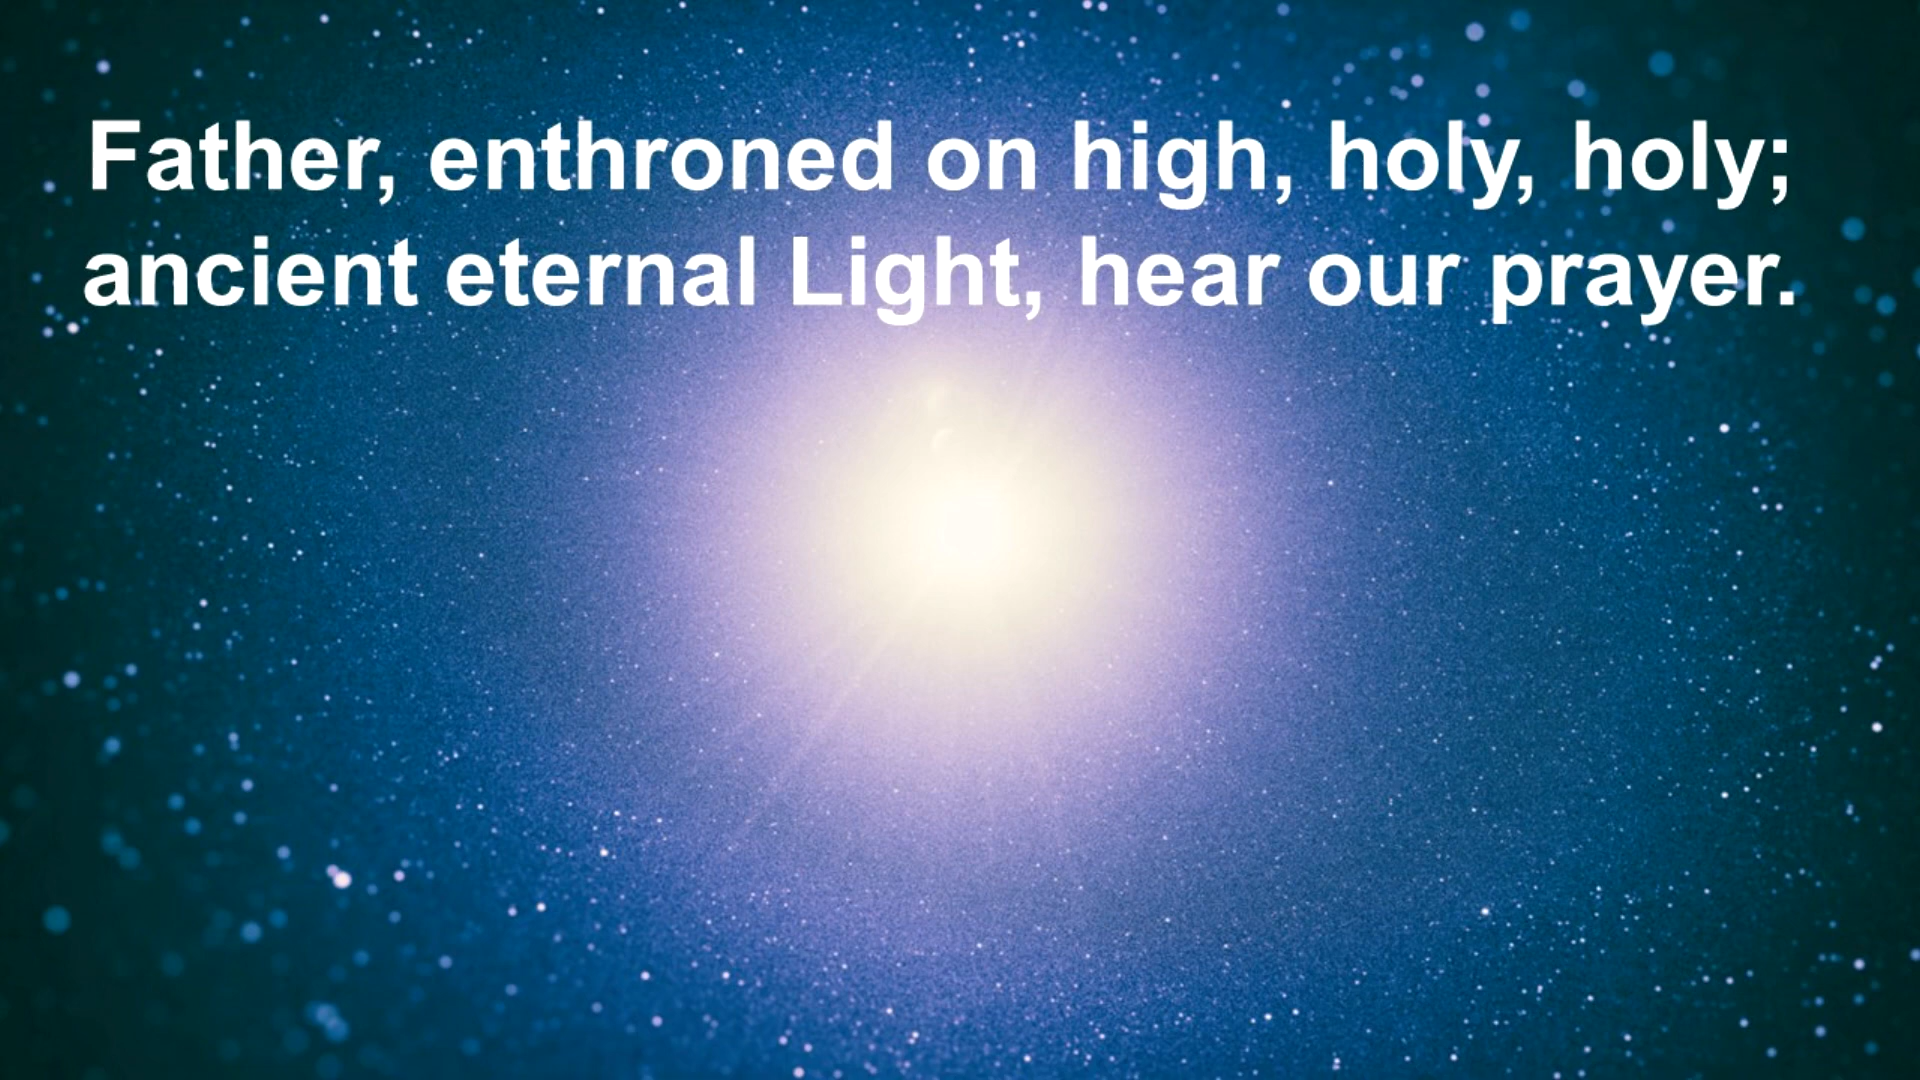 Father, enthroned on high, holy, holy;
ancient eternal Light, hear our prayer.